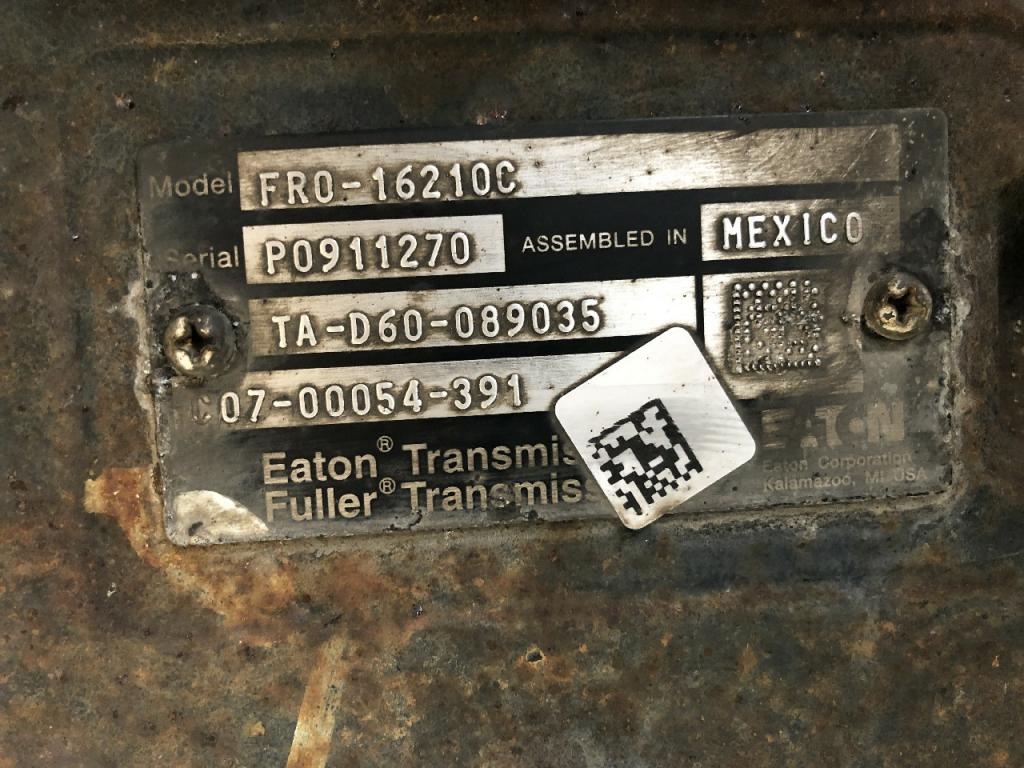 Model FRO-16210C
Serial P0911270 ASSEMBLED IN MEXICO
TA-D60-089035
C07-00054-391
Eaton® Transmis
Fuller® Transmiss
EATON
Eaton Corporation
Kalamazoo, MI. USA